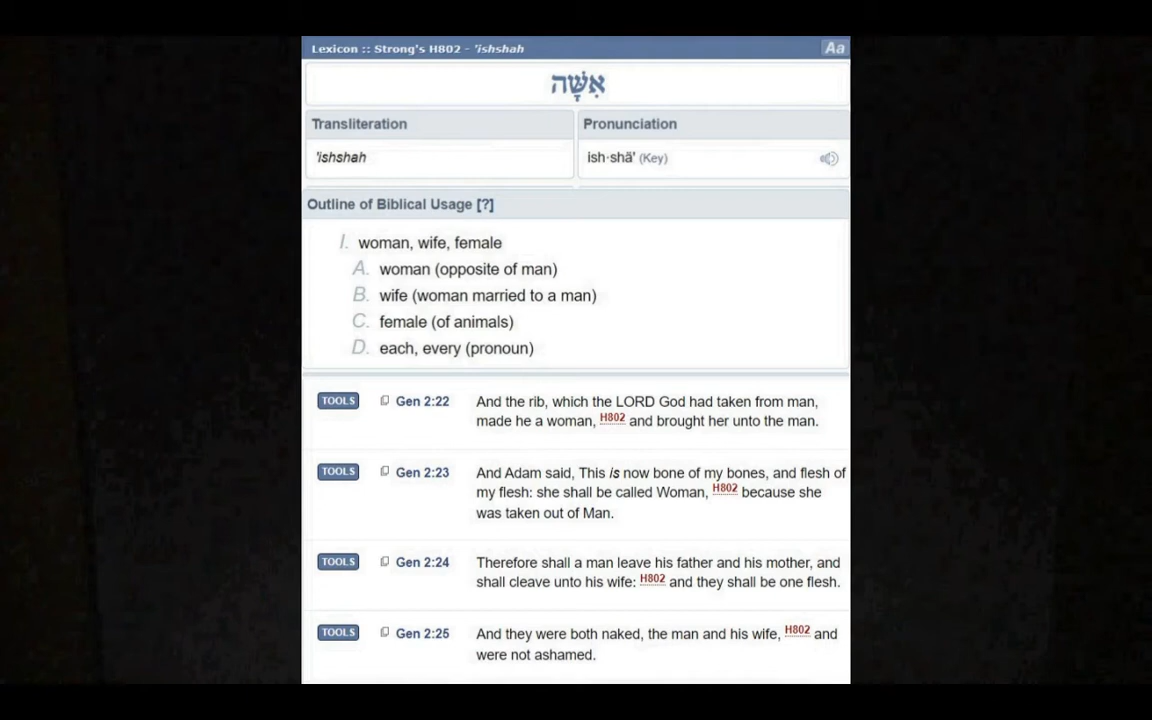 Lexicon :: Strong's H802 - 'ishshah Aa
אִשָּׁה
Transliteration
Pronunciation
'ishshah
ish·shä' (Key)
Outline of Biblical Usage [?]
I. woman, wife, female
A. woman (opposite of man)
B. wife (woman married to a man)
C. female (of animals)
D. each, every (pronoun)
TOOLS Gen 2:22 And the rib, which the LORD God had taken from man,
made he a woman, H802 and brought her unto the man.
TOOLS Gen 2:23 And Adam said, This is now bone of my bones, and flesh of
my flesh: she shall be called Woman, H802 because she
was taken out of Man.
TOOLS Gen 2:24 Therefore shall a man leave his father and his mother, and
shall cleave unto his wife: H802 and they shall be one flesh.
TOOLS Gen 2:25 And they were both naked, the man and his wife, H802 and
were not ashamed.